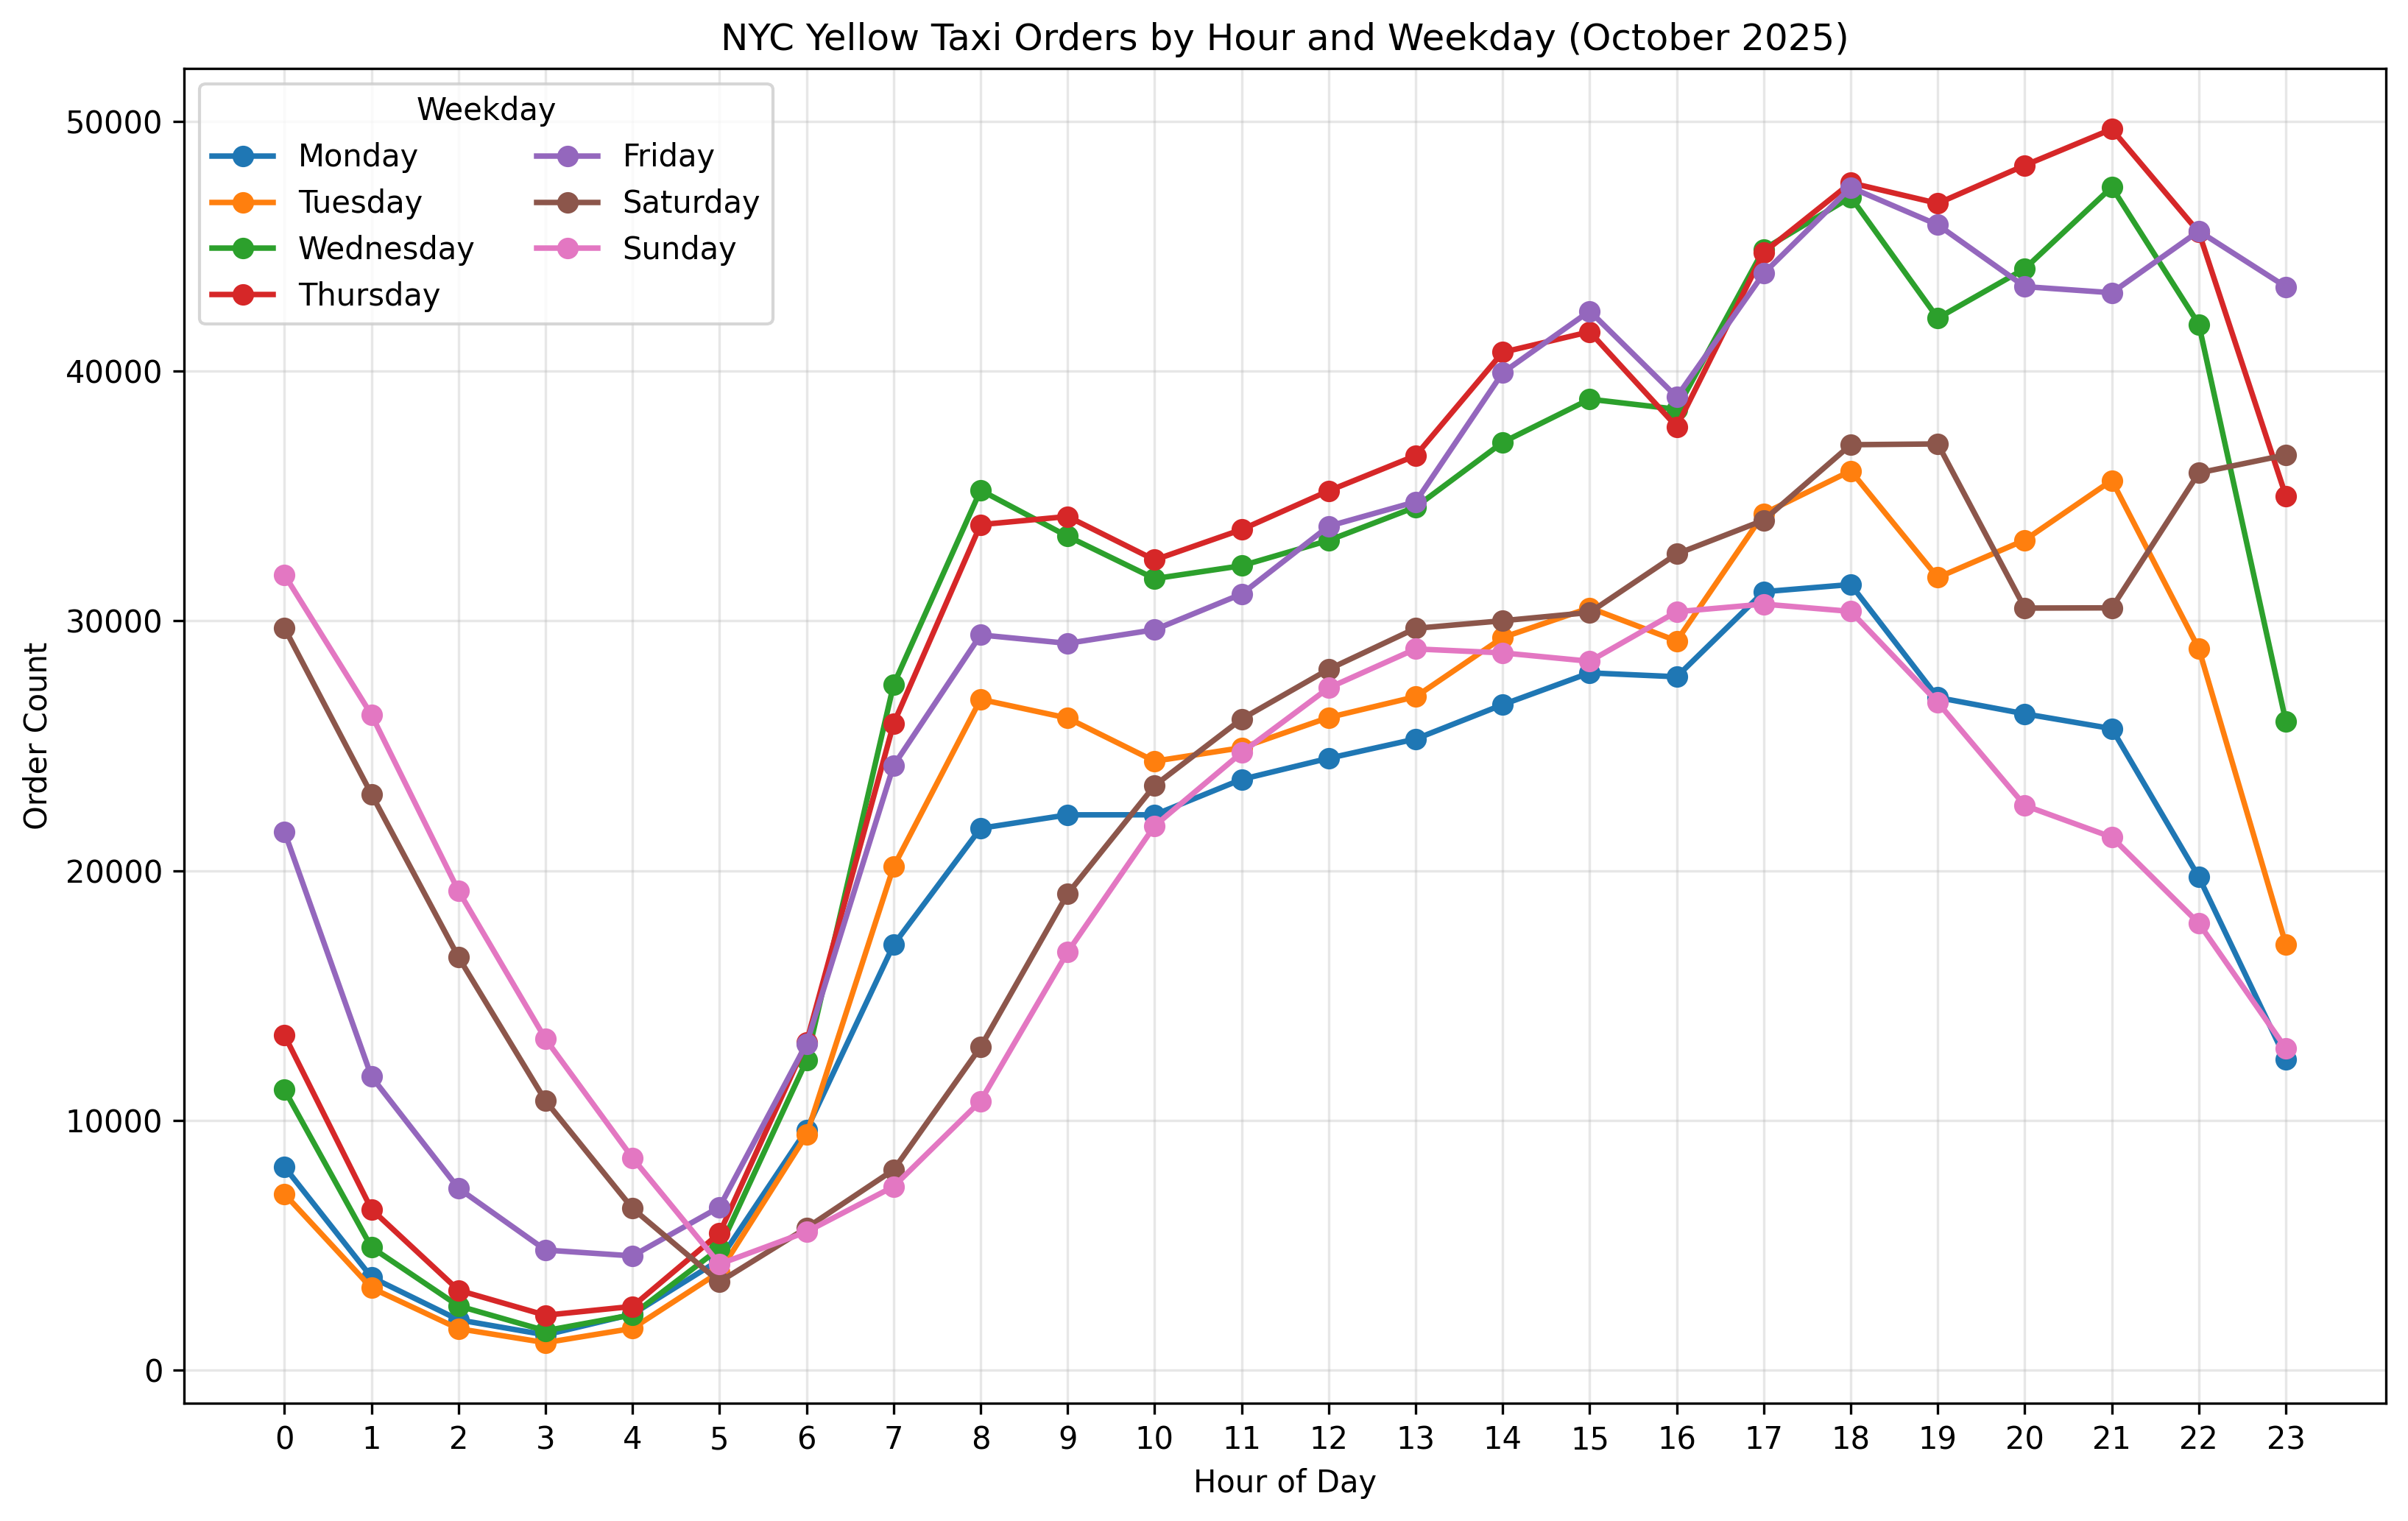 NYC Yellow Taxi Orders by Hour and Weekday (October 2025)
Weekday
Monday
Tuesday
Wednesday
Thursday
Friday
Saturday
Sunday
Order Count
50000
40000
30000
20000
10000
0
0 1 2 3 4 5 6 7 8 9 10 11 12 13 14 15 16 17 18 19 20 21 22 23
Hour of Day